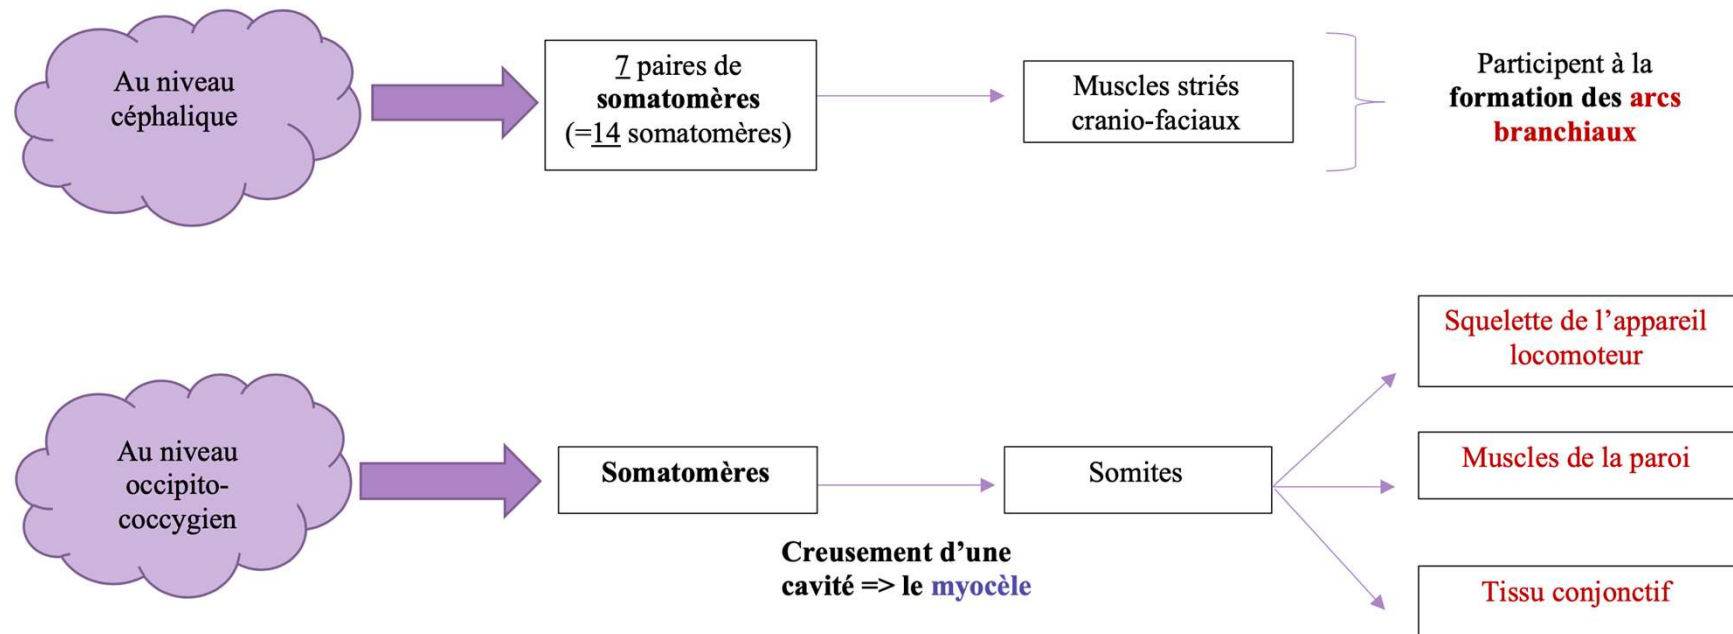 Au niveau
céphalique
7 paires de
somatomères
(=14 somatomères)
Muscles striés
cranio-faciaux
Participent à la
formation des arcs
branchiaux
Au niveau
occipito-
coccygien
Somatomères
Creusement d’une
cavité => le myocèle
Somites
Squelette de l’appareil
locomoteur
Muscles de la paroi
Tissu conjonctif